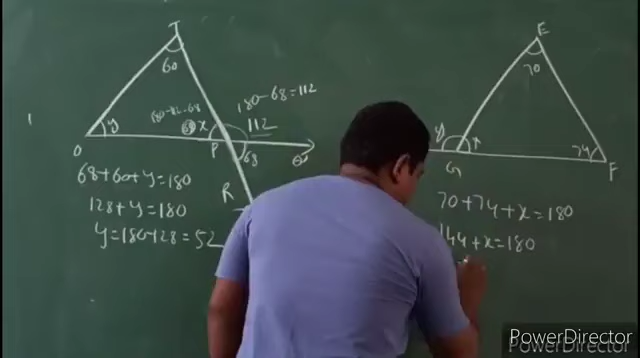 T
60
180-112=68
180-68=112
68 x
112
O
y
P
68
Q
R
68+60+y=180
128+y=180
y=180-128=52
E
70
y x
74
G
F
70+74+x=180
144+x=180
PowerDirector